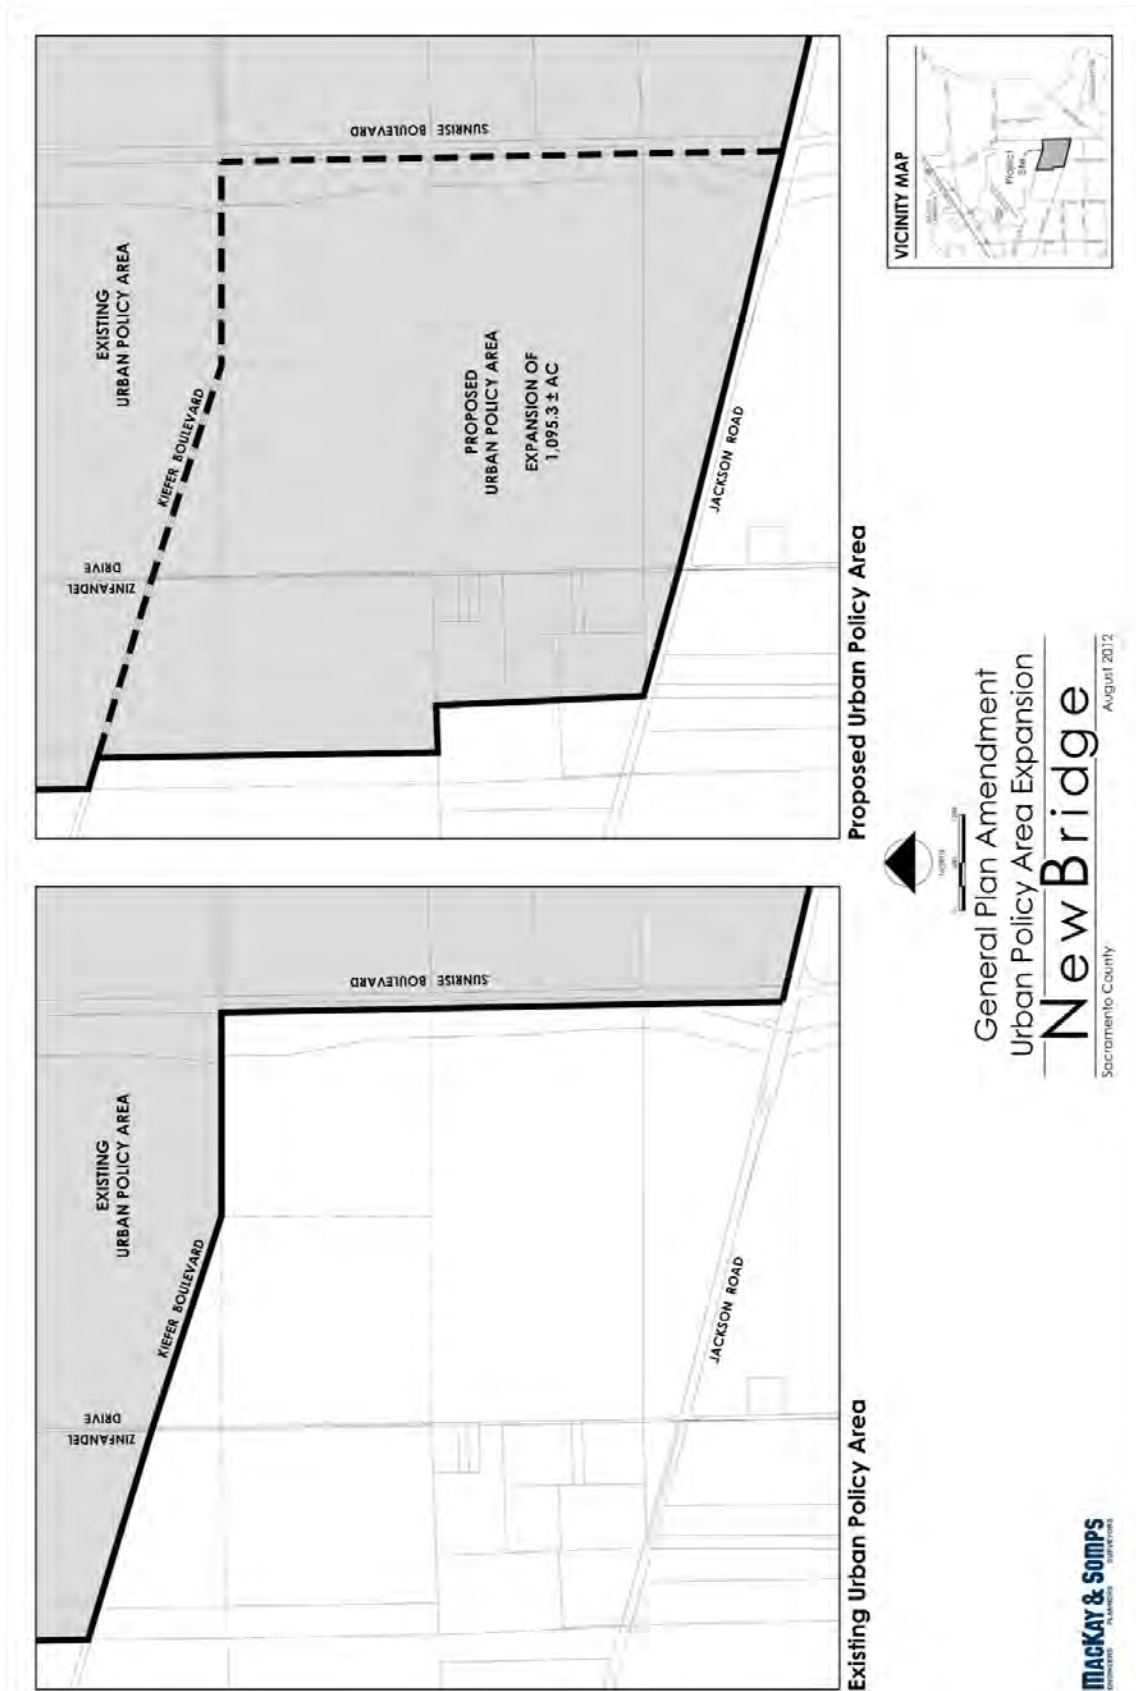 EXISTING
URBAN POLICY AREA
KIEFER BOULEVARD
ZINFANDEL
DRIVE
SUNRISE BOULEVARD
JACKSON ROAD
Existing Urban Policy Area
EXISTING
URBAN POLICY AREA
KIEFER BOULEVARD
ZINFANDEL
DRIVE
SUNRISE BOULEVARD
PROPOSED
URBAN POLICY AREA
EXPANSION OF
1,095.3 ± AC
JACKSON ROAD
Proposed Urban Policy Area
MACKAY & SOMPS
ENGINEERS PLANNERS SURVEYORS
NORTH
General Plan Amendment
Urban Policy Area Expansion
NewBridge
Sacramento County
August 2012
VICINITY MAP
Project
Site